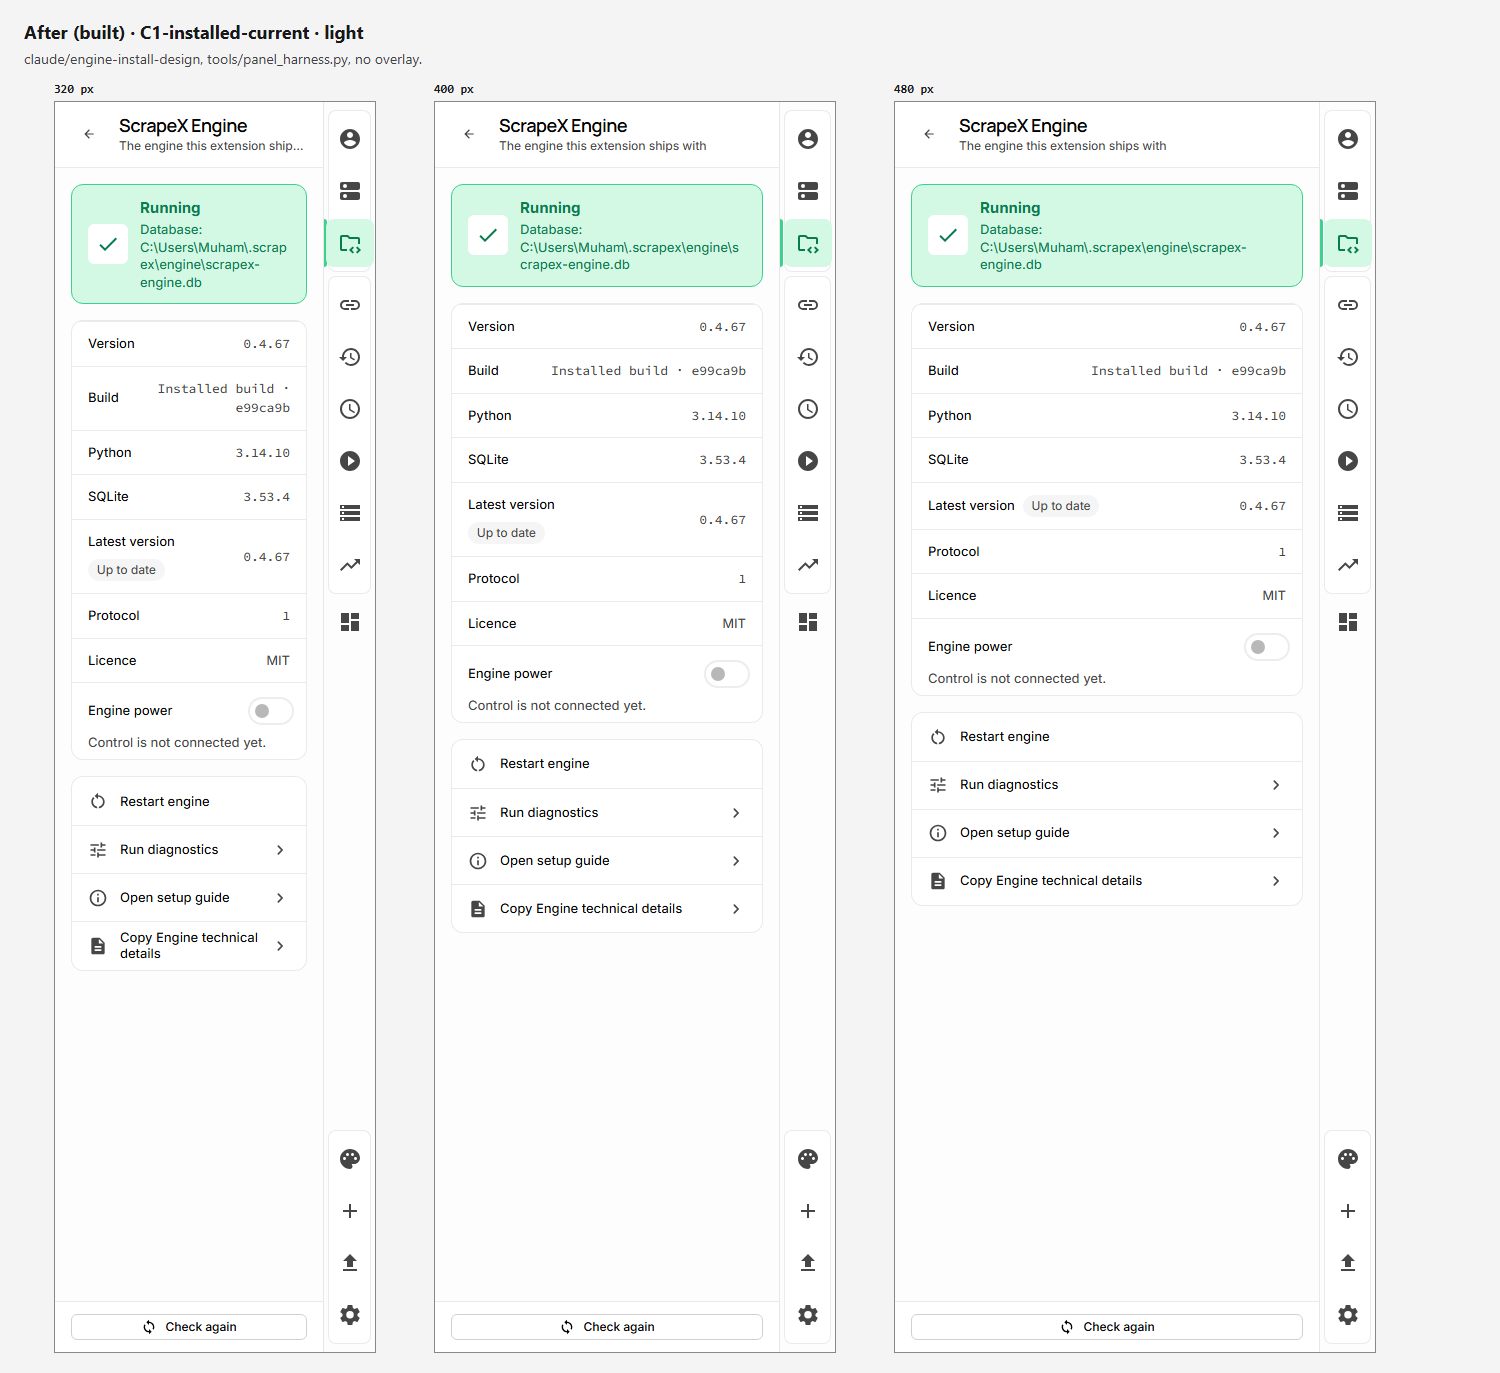 After (built) · C1-installed-current · light
claude/engine-install-design, tools/panel_harness.py, no overlay.
320 px
ScrapeX Engine
The engine this extension ship...
Running
Database:
C:\Users\Muham\.scrap
ex\engine\scrapex-
engine.db
Version 0.4.67
Build Installed build ·
e99ca9b
Python 3.14.10
SQLite 3.53.4
Latest version
Up to date
0.4.67
Protocol 1
Licence MIT
Engine power
Control is not connected yet.
Restart engine
Run diagnostics
Open setup guide
Copy Engine technical
details
Check again
400 px
ScrapeX Engine
The engine this extension ships with
Running
Database:
C:\Users\Muham\.scrapex\engine\s
crapex-engine.db
Version 0.4.67
Build Installed build · e99ca9b
Python 3.14.10
SQLite 3.53.4
Latest version
Up to date
0.4.67
Protocol 1
Licence MIT
Engine power
Control is not connected yet.
Restart engine
Run diagnostics
Open setup guide
Copy Engine technical details
Check again
480 px
ScrapeX Engine
The engine this extension ships with
Running
Database:
C:\Users\Muham\.scrapex\engine\scrapex-
engine.db
Version 0.4.67
Build Installed build · e99ca9b
Python 3.14.10
SQLite 3.53.4
Latest version Up to date 0.4.67
Protocol 1
Licence MIT
Engine power
Control is not connected yet.
Restart engine
Run diagnostics
Open setup guide
Copy Engine technical details
Check again